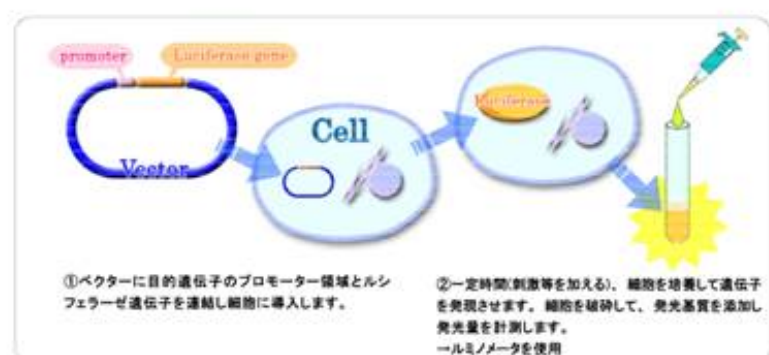 promoter
Luciferase gene
Vector
Cell
Luciferase
①ベクターに目的遺伝子のプロモーター領域とルシ
フェラーゼ遺伝子を連結し細胞に導入します。
②一定時間(刺激等を加える)、細胞を培養して遺伝子
を発現させます。細胞を破砕して、発光基質を添加し
発光量を計測します。
→ルミノメータを使用